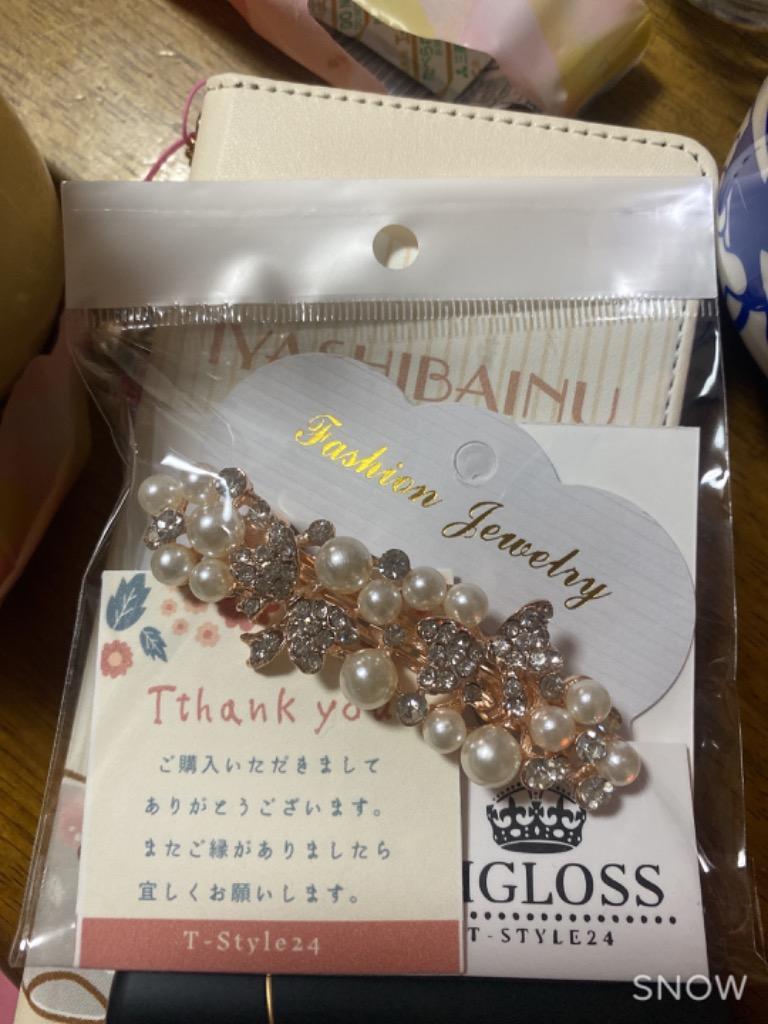 IYASHIBAINU
Fashion Jewelry
Tthank you
ご購入いただきまして
ありがとうございます。
またご縁がありましたら
宜しくお願いします。
T-Style24
IGLOSS
T-STYLE24
SNOW